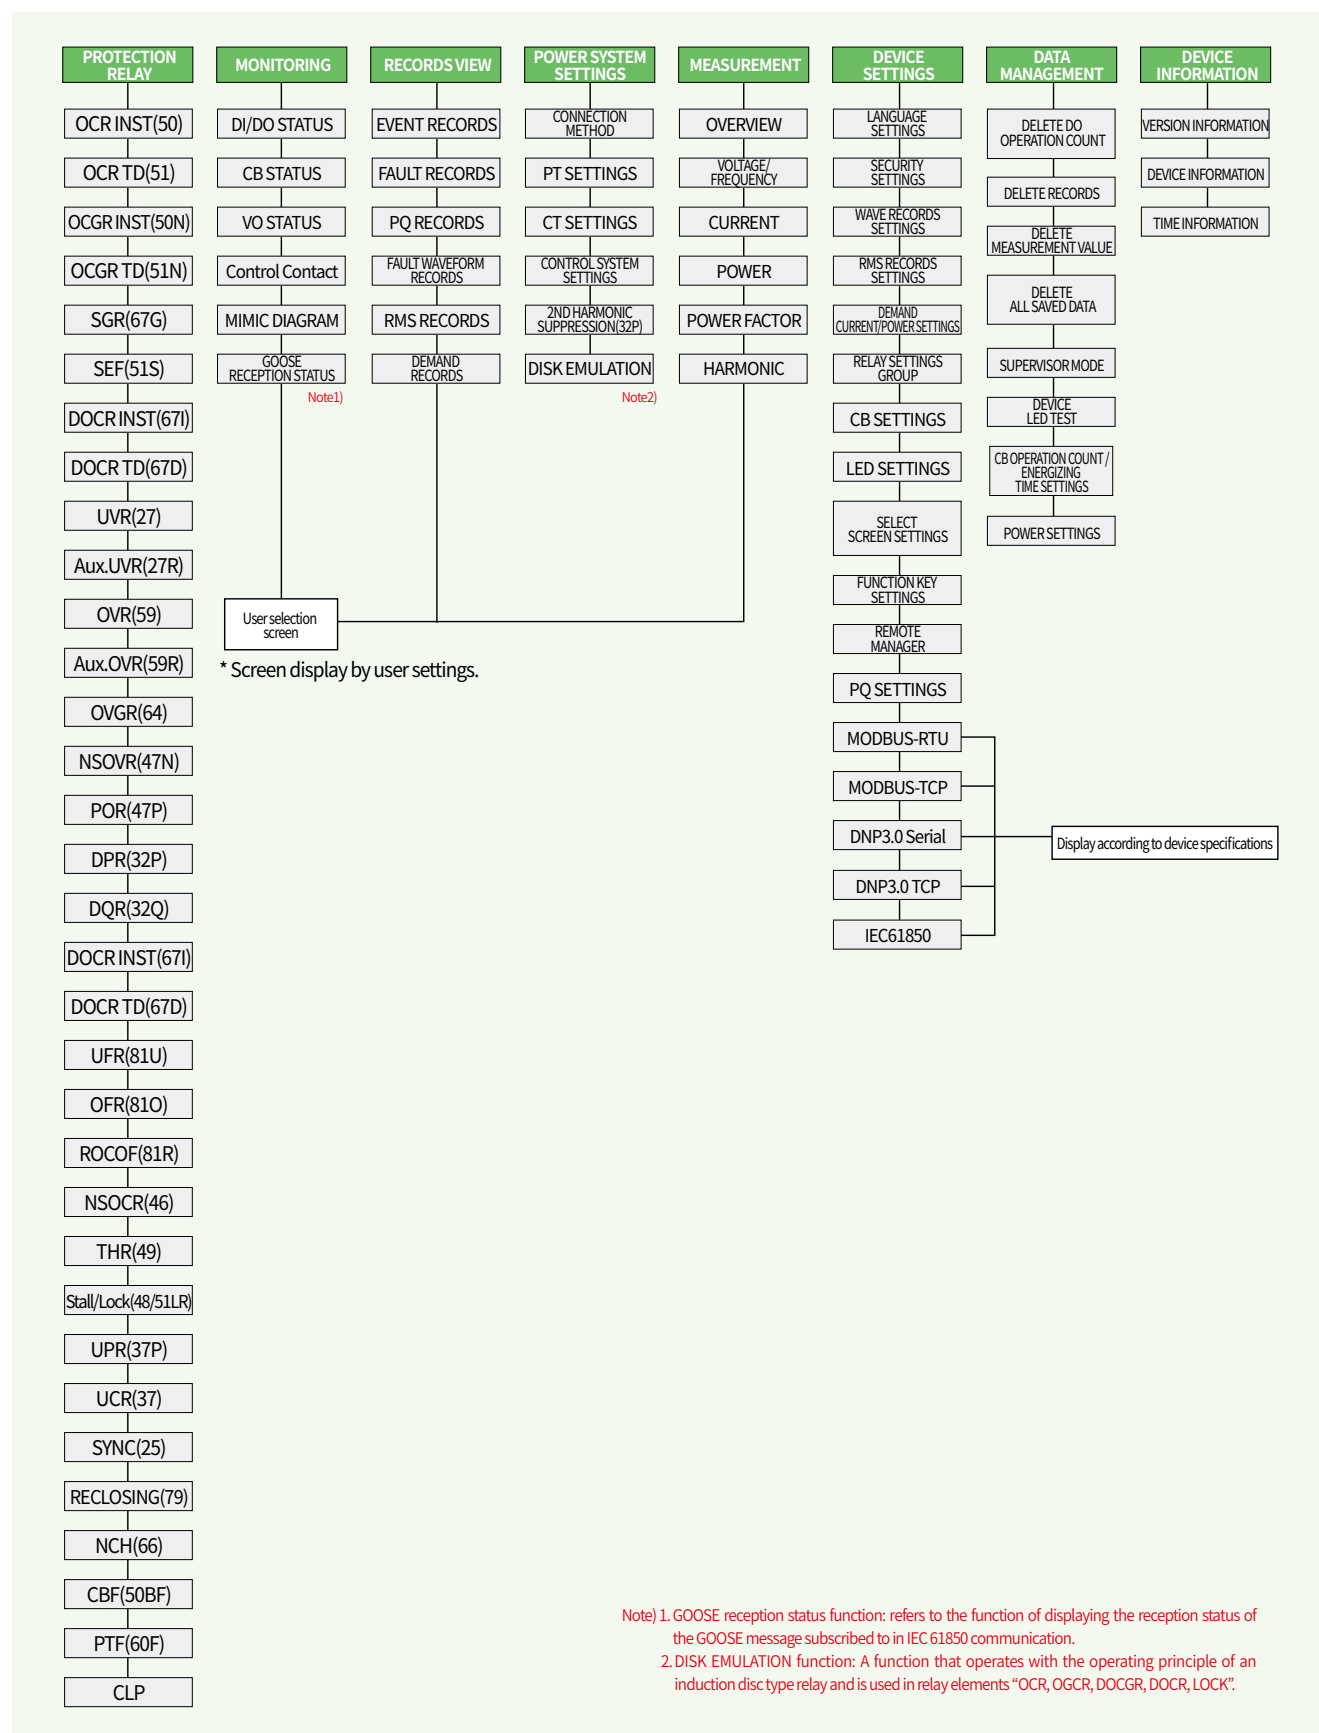 PROTECTION
RELAY
OCR INST(50)
OCR TD(51)
OCGR INST(50N)
OCGR TD(51N)
SGR(67G)
SEF(51S)
DOCR INST(67I)
DOCR TD(67D)
UVR(27)
Aux.UVR(27R)
OVR(59)
Aux.OVR(59R)
OVGR(64)
NSOVR(47N)
POR(47P)
DPR(32P)
DQR(32Q)
DOCR INST(67I)
DOCR TD(67D)
UFR(81U)
OFR(81O)
ROCOF(81R)
NSOCR(46)
THR(49)
Stall/Lock(48/51LR)
UPR(37P)
UCR(37)
SYNC(25)
RECLOSING(79)
NCH(66)
CBF(50BF)
PTF(60F)
CLP
MONITORING
DI/DO STATUS
CB STATUS
VO STATUS
Control Contact
MIMIC DIAGRAM
GOOSE
RECEPTION STATUS
Note1)
User selection
screen
* Screen display by user settings.
RECORDS VIEW
EVENT RECORDS
FAULT RECORDS
PQ RECORDS
FAULT WAVEFORM
RECORDS
RMS RECORDS
DEMAND
RECORDS
POWER SYSTEM
SETTINGS
CONNECTION
METHOD
PT SETTINGS
CT SETTINGS
CONTROL SYSTEM
SETTINGS
2ND HARMONIC
SUPPRESSION(32P)
DISK EMULATION
Note2)
MEASUREMENT
OVERVIEW
VOLTAGE/
FREQUENCY
CURRENT
POWER
POWER FACTOR
HARMONIC
DEVICE
SETTINGS
LANGUAGE
SETTINGS
SECURITY
SETTINGS
WAVE RECORDS
SETTINGS
RMS RECORDS
SETTINGS
DEMAND
CURRENT/POWER SETTINGS
RELAY SETTINGS
GROUP
CB SETTINGS
LED SETTINGS
SELECT
SCREEN SETTINGS
FUNCTION KEY
SETTINGS
REMOTE
MANAGER
PQ SETTINGS
MODBUS-RTU
MODBUS-TCP
DNP3.0 Serial
DNP3.0 TCP
IEC61850
Display according to device specifications
DATA
MANAGEMENT
DELETE DO
OPERATION COUNT
DELETE RECORDS
DELETE
MEASUREMENT VALUE
DELETE
ALL SAVED DATA
SUPERVISOR MODE
DEVICE
LED TEST
CB OPERATION COUNT /
ENERGIZING
TIME SETTINGS
POWER SETTINGS
DEVICE
INFORMATION
VERSION INFORMATION
DEVICE INFORMATION
TIME INFORMATION
Note) 1. GOOSE reception status function: refers to the function of displaying the reception status of
the GOOSE message subscribed to in IEC 61850 communication.
2. DISK EMULATION function: A function that operates with the operating principle of an
induction disc type relay and is used in relay elements “OCR, OGCR, DOCGR, DOCR, LOCK”.